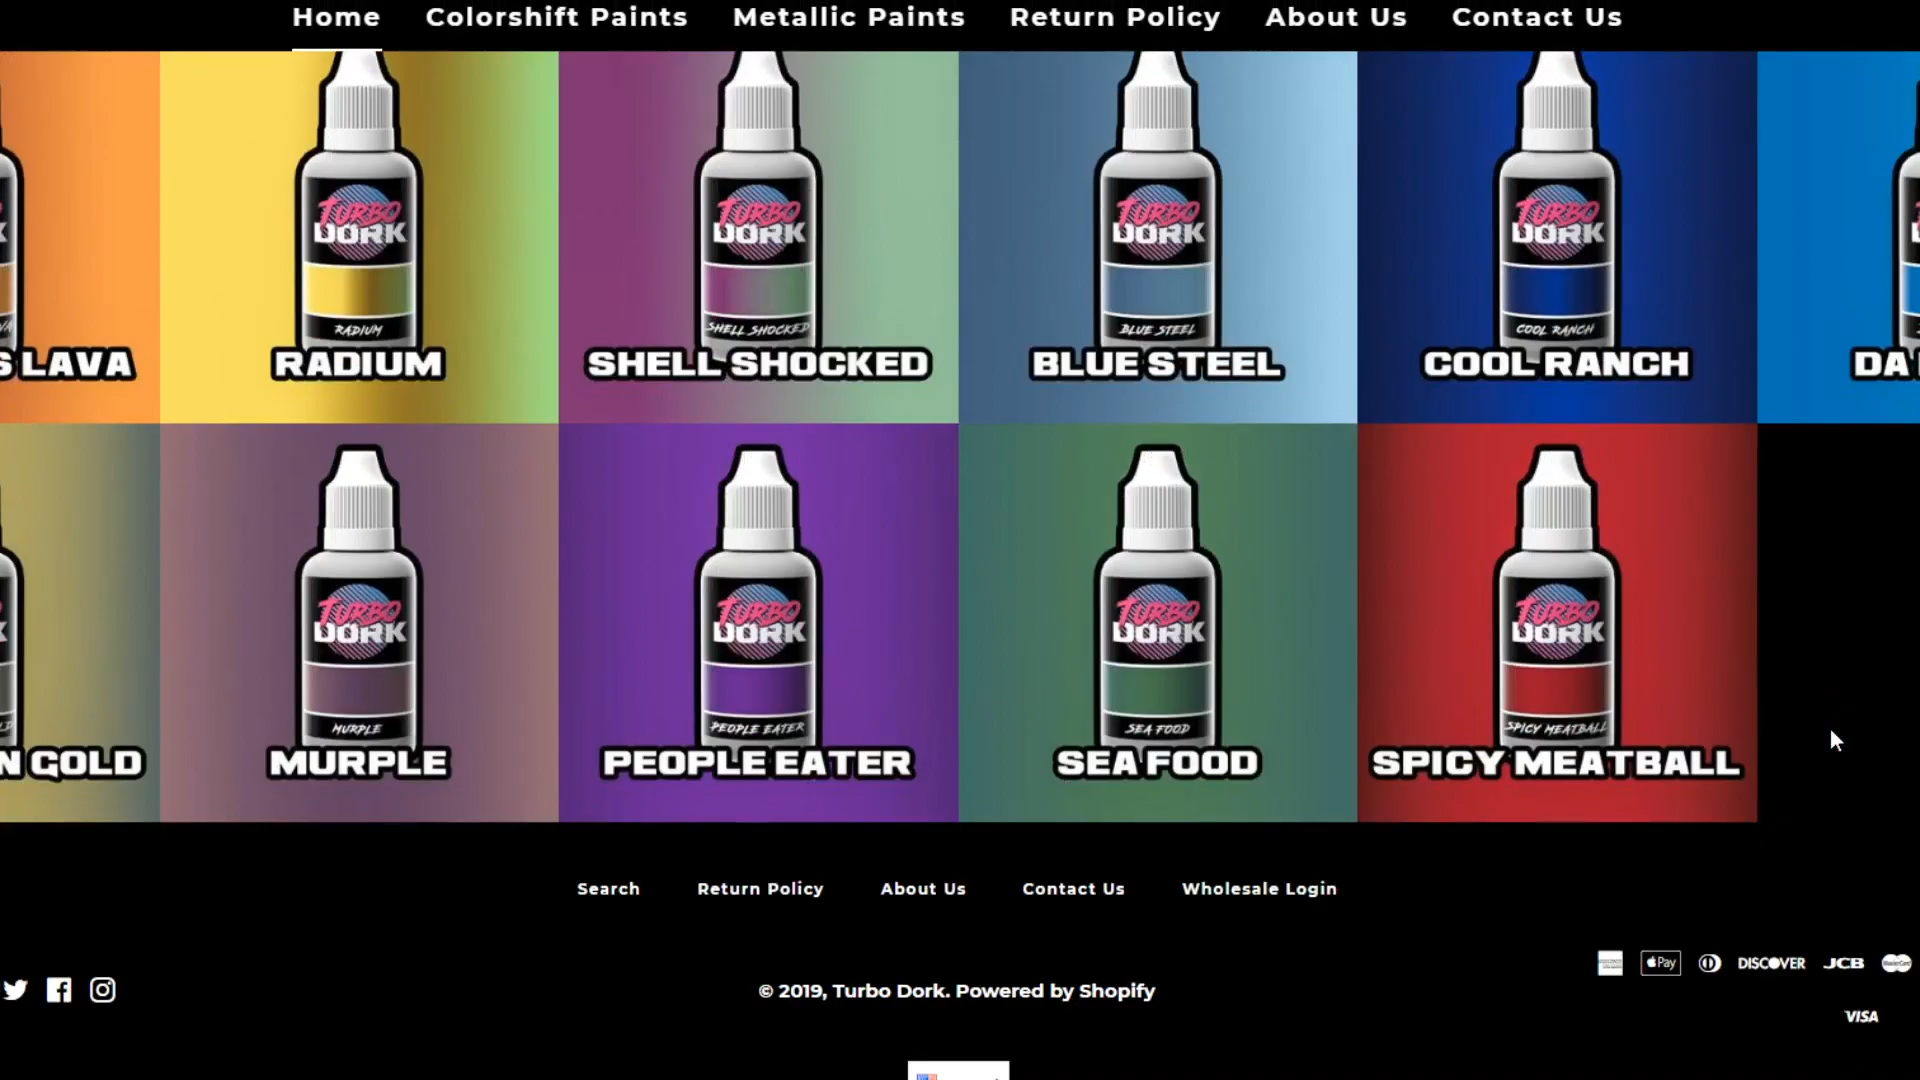 Home Colorshift Paints Metallic Paints Return Policy About Us Contact Us
TURBO DORK
RADIUM
TURBO DORK
SHELL SHOCKED
TURBO DORK
BLUE STEEL
TURBO DORK
COOL RANCH
S LAVA
RADIUM
SHELL SHOCKED
BLUE STEEL
COOL RANCH
DA
TURBO DORK
MURPLE
TURBO DORK
PEOPLE EATER
TURBO DORK
SEA FOOD
TURBO DORK
SPICY MEATBALL
N GOLD
MURPLE
PEOPLE EATER
SEA FOOD
SPICY MEATBALL
Search Return Policy About Us Contact Us Wholesale Login
Pay DISCOVER JCB
© 2019, Turbo Dork. Powered by Shopify
VISA